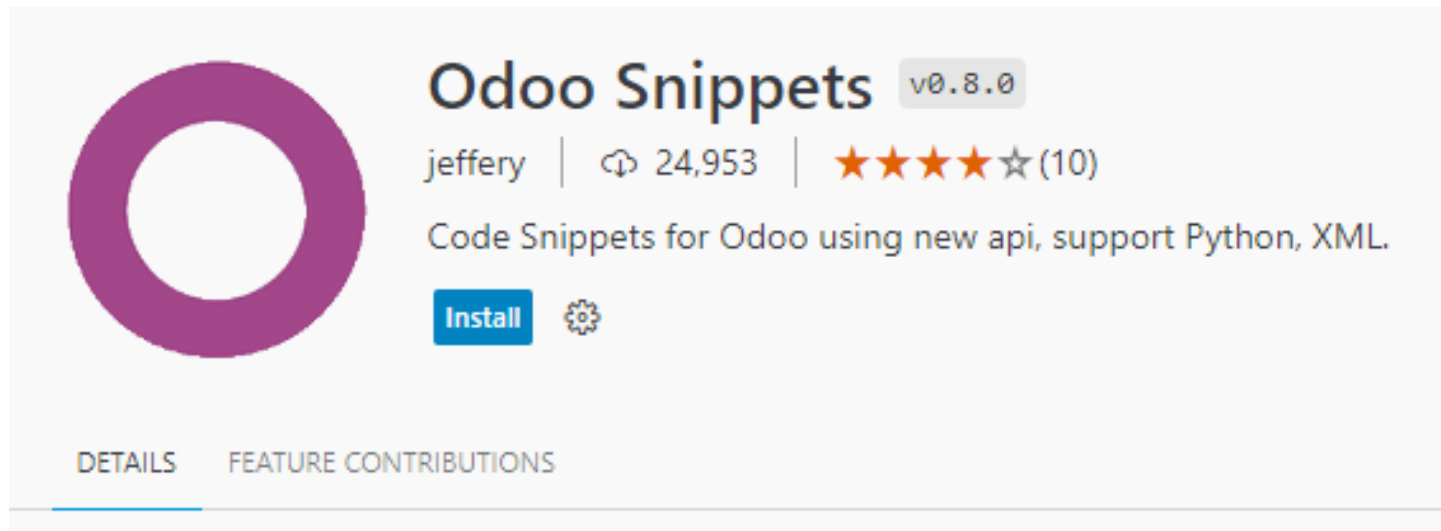 Odoo Snippets v0.8.0
jeffery 24,953 (10)
Code Snippets for Odoo using new api, support Python, XML.
Install
DETAILS FEATURE CONTRIBUTIONS